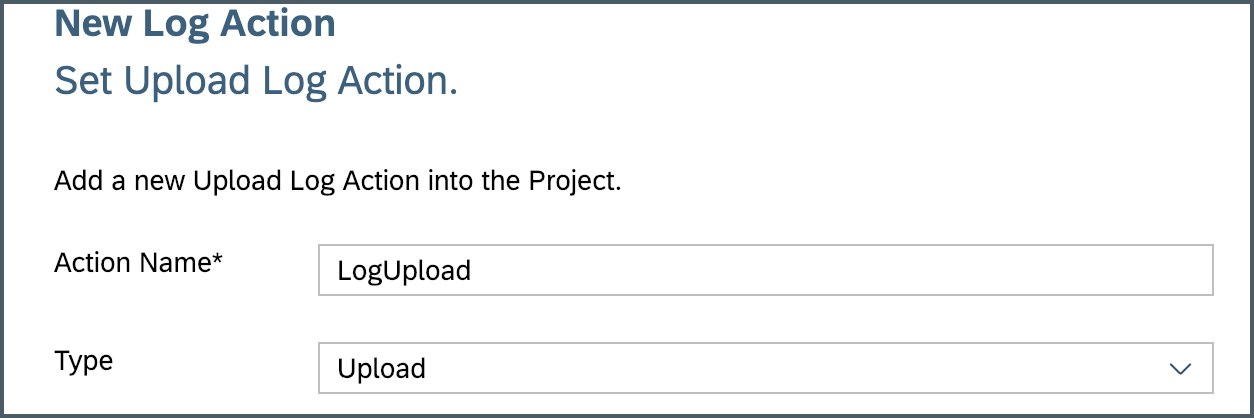 New Log Action
Set Upload Log Action.
Add a new Upload Log Action into the Project.
Action Name*
LogUpload
Type
Upload